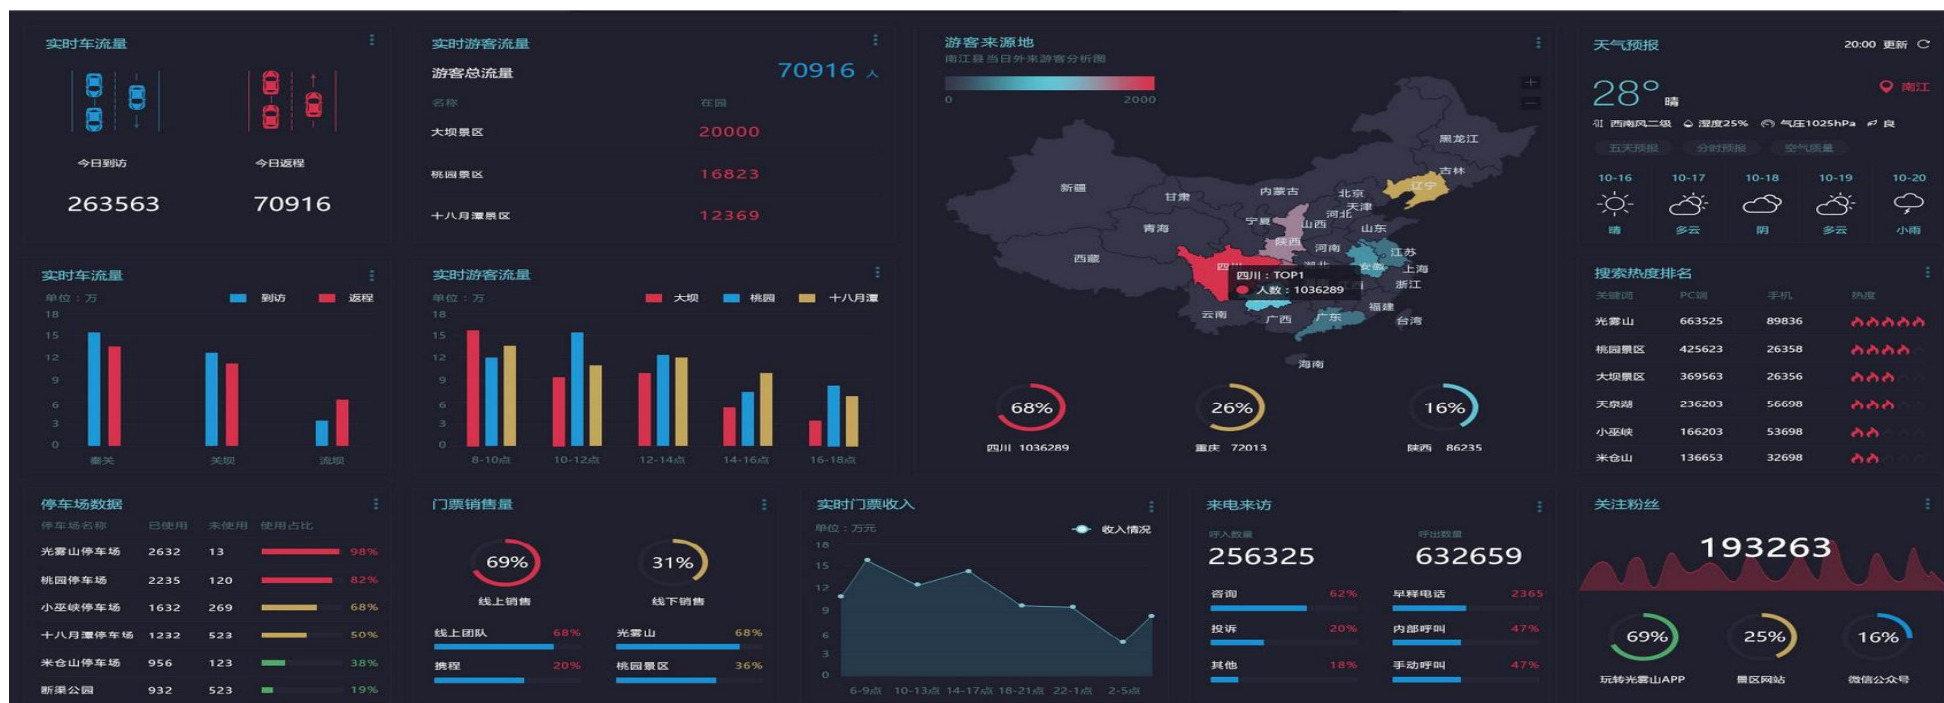 实时车流量
今日到访
今日返程
263563
70916
实时游客流量
游客总流量
70916 人
名称 在园
大坝景区 20000
桃园景区 16823
十八月潭景区 12369
游客来源地
南江县当日外来游客分析图
0 2000
黑龙江
吉林
辽宁
新疆
甘肃
内蒙古
北京
天津
河北
宁夏
山西
山东
青海
陕西
河南
江苏
西藏
安徽
上海
四川：TOP1
人数：1036289
浙江
云南
广西
广东
福建
台湾
海南
68%
四川 1036289
26%
重庆 72013
16%
陕西 86235
天气预报
20:00 更新
28°
晴
南江
西南风二级 湿度25% 气压1025hPa 良
五天预报 分时预报 空气质量
10-16 10-17 10-18 10-19 10-20
晴 多云 阴 多云 小雨
实时车流量
单位：万
到访 返程
18
15
12
9
6
3
0
秦关 关坝 流坝
实时游客流量
单位：万
大坝 桃园 十八月潭
18
15
12
9
6
3
0
8-10点 10-12点 12-14点 14-16点 16-18点
搜索热度排名
关键词 PC端 手机 热度
光雾山 663525 89836
桃园景区 425623 26358
大坝景区 369563 26356
天泉湖 236203 56698
小巫峡 166203 53698
米仓山 136653 32698
停车场数据
停车场名称 已使用 未使用 使用占比
光雾山停车场 2632 13 98%
桃园停车场 2235 120 82%
小巫峡停车场 1632 269 68%
十八月潭停车场 1232 523 50%
米仓山停车场 956 123 38%
断渠公园 932 523 19%
门票销售量
69%
线上销售
31%
线下销售
线上团队 68%
光雾山 68%
携程 20%
桃园景区 36%
实时门票收入
单位：万元
收入情况
18
15
12
9
6
3
0
6-9点 10-13点 14-17点 18-21点 22-1点 2-5点
来电来访
呼入数量
256325
呼出数量
632659
咨询 62%
早释电话 2365
投诉 20%
内部呼叫 47%
其他 18%
手动呼叫 47%
关注粉丝
193263
69%
玩转光雾山APP
25%
景区网站
16%
微信公众号